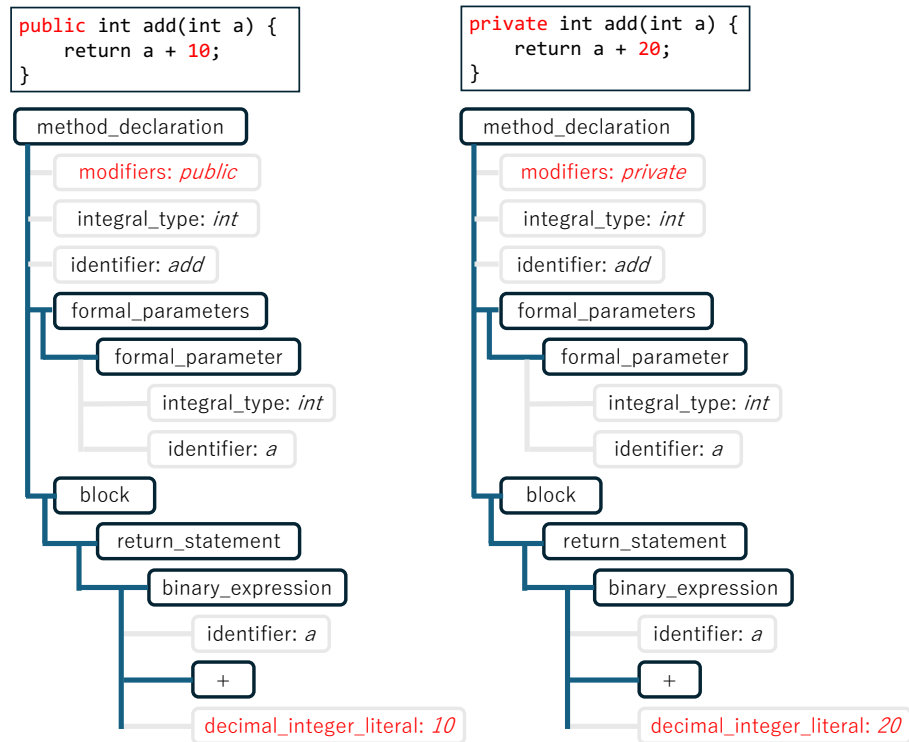 public int add(int a) {
    return a + 10;
}
method_declaration
modifiers: public
integral_type: int
identifier: add
formal_parameters
formal_parameter
integral_type: int
identifier: a
block
return_statement
binary_expression
identifier: a
+
decimal_integer_literal: 10
private int add(int a) {
    return a + 20;
}
method_declaration
modifiers: private
integral_type: int
identifier: add
formal_parameters
formal_parameter
integral_type: int
identifier: a
block
return_statement
binary_expression
identifier: a
+
decimal_integer_literal: 20